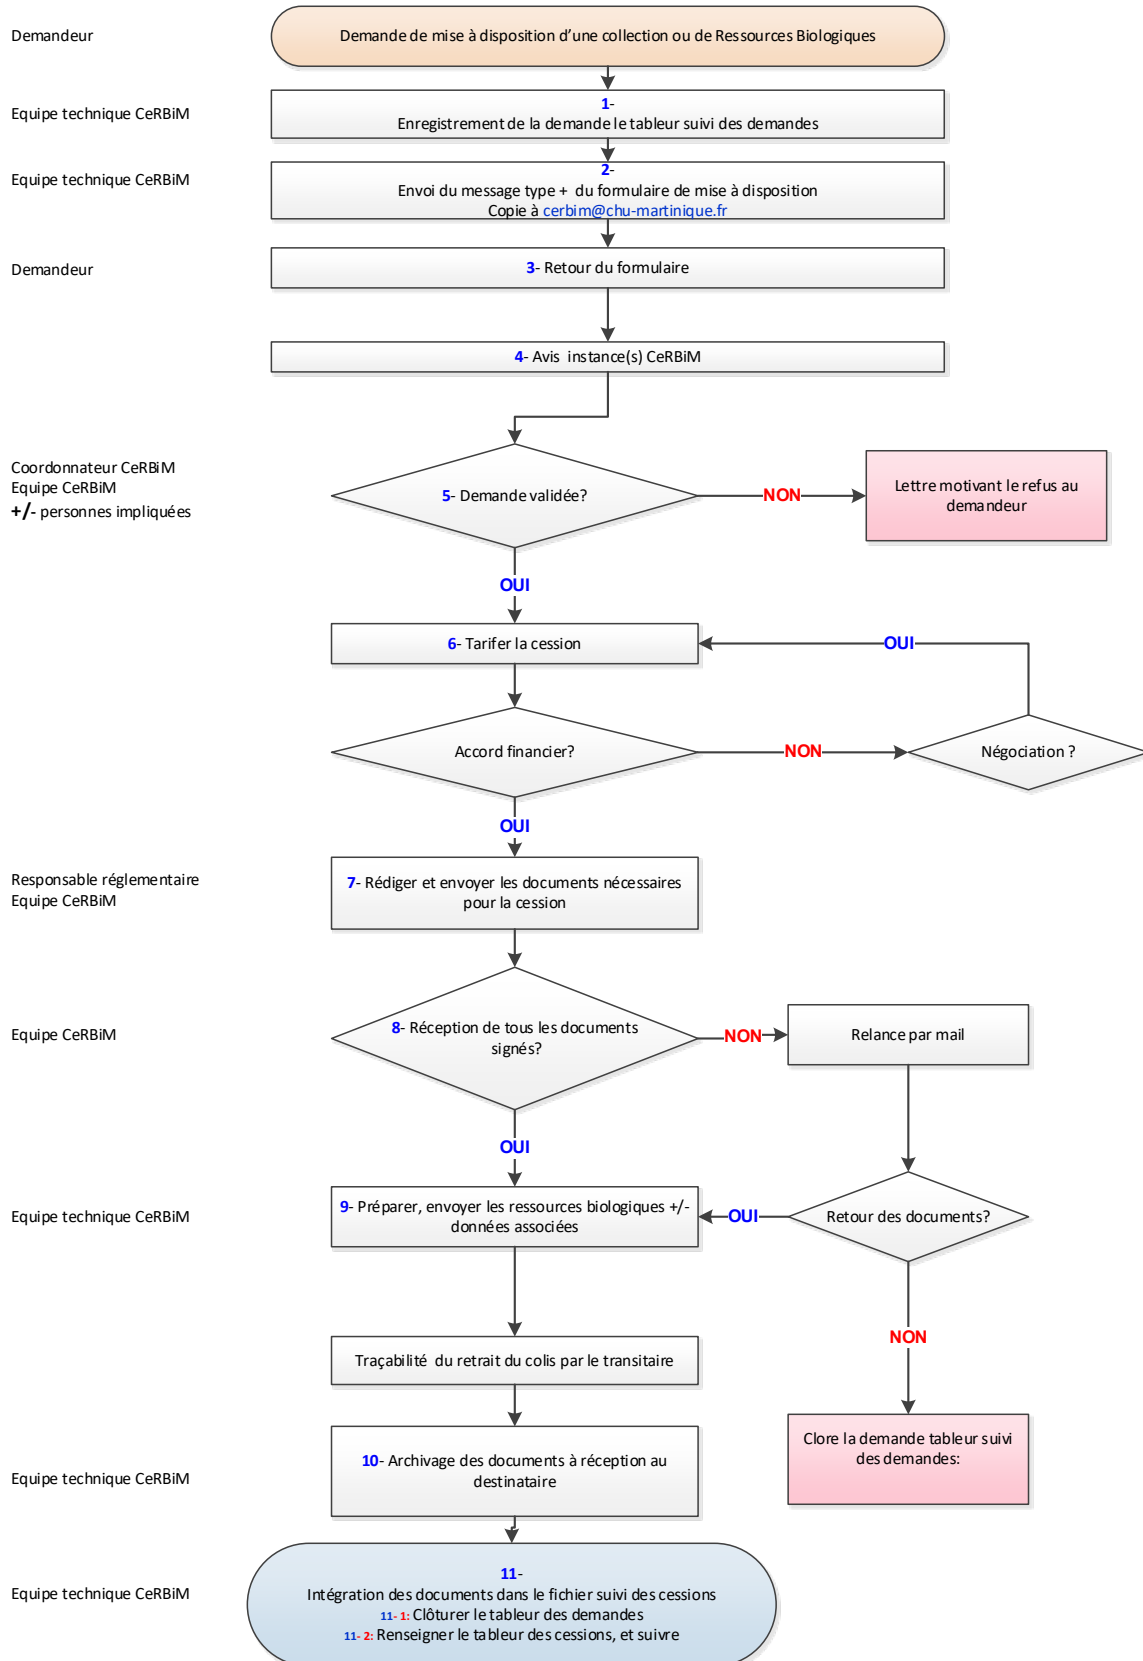 Demandeur
Demande de mise à disposition d'une collection ou de Ressources Biologiques
Equipe technique CeRBiM
1-
Enregistrement de la demande le tableur suivi des demandes
Equipe technique CeRBiM
2-
Envoi du message type + du formulaire de mise à disposition
Copie à cerbim@chu-martinique.fr
Demandeur
3- Retour du formulaire
4- Avis instance(s) CeRBiM
Coordonnateur CeRBiM
Equipe CeRBiM
+/- personnes impliquées
5- Demande validée?
NON
Lettre motivant le refus au
demandeur
OUI
6- Tarifer la cession
OUI
Accord financier?
NON
Négociation ?
OUI
Responsable réglementaire
Equipe CeRBiM
7- Rédiger et envoyer les documents nécessaires
pour la cession
Equipe CeRBiM
8- Réception de tous les documents
signés?
NON
Relance par mail
OUI
Equipe technique CeRBiM
9- Préparer, envoyer les ressources biologiques +/-
données associées
OUI
Retour des documents?
NON
Traçabilité du retrait du colis par le transitaire
Clore la demande tableur suivi
des demandes:
Equipe technique CeRBiM
10- Archivage des documents à réception au
destinataire
Equipe technique CeRBiM
11-
Intégration des documents dans le fichier suivi des cessions
11- 1: Clôturer le tableur des demandes
11- 2: Renseigner le tableur des cessions, et suivre